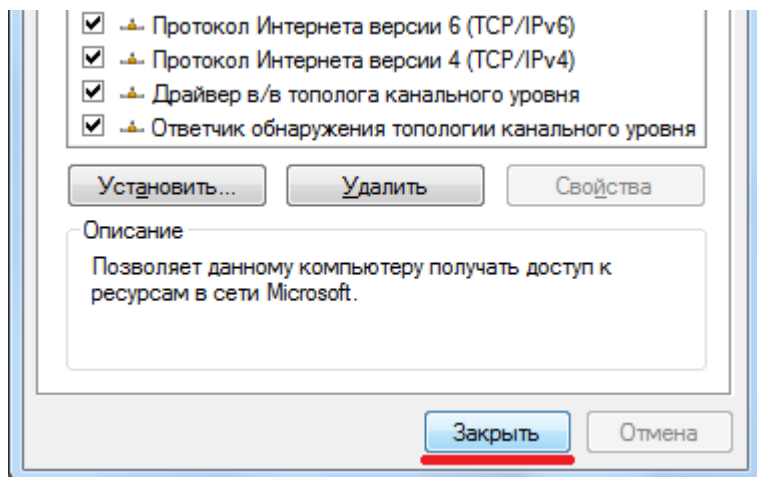 Протокол Интернета версии 6 (TCP/IPv6)
Протокол Интернета версии 4 (TCP/IPv4)
Драйвер в/в тополога канального уровня
Ответчик обнаружения топологии канального уровня
Установить... Удалить Свойства
Описание
Позволяет данному компьютеру получать доступ к
ресурсам в сети Microsoft.
Закрыть Отмена